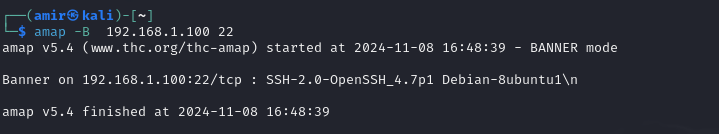 ┌──(amir㉿kali)-[~]
└─$ amap -B  192.168.1.100 22
amap v5.4 (www.thc.org/thc-amap) started at 2024-11-08 16:48:39 - BANNER mode
Banner on 192.168.1.100:22/tcp : SSH-2.0-OpenSSH_4.7p1 Debian-8ubuntu1\n
amap v5.4 finished at 2024-11-08 16:48:39